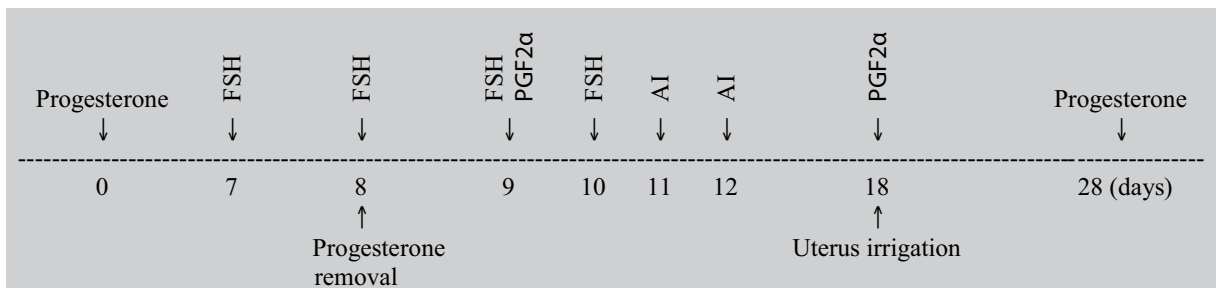 FSH
FSH
FSH
PGF2α
FSH
AI
AI
PGF2α
Progesterone
Progesterone
0 7 8 9 10 11 12 18 28 (days)
Progesterone
removal
Uterus irrigation